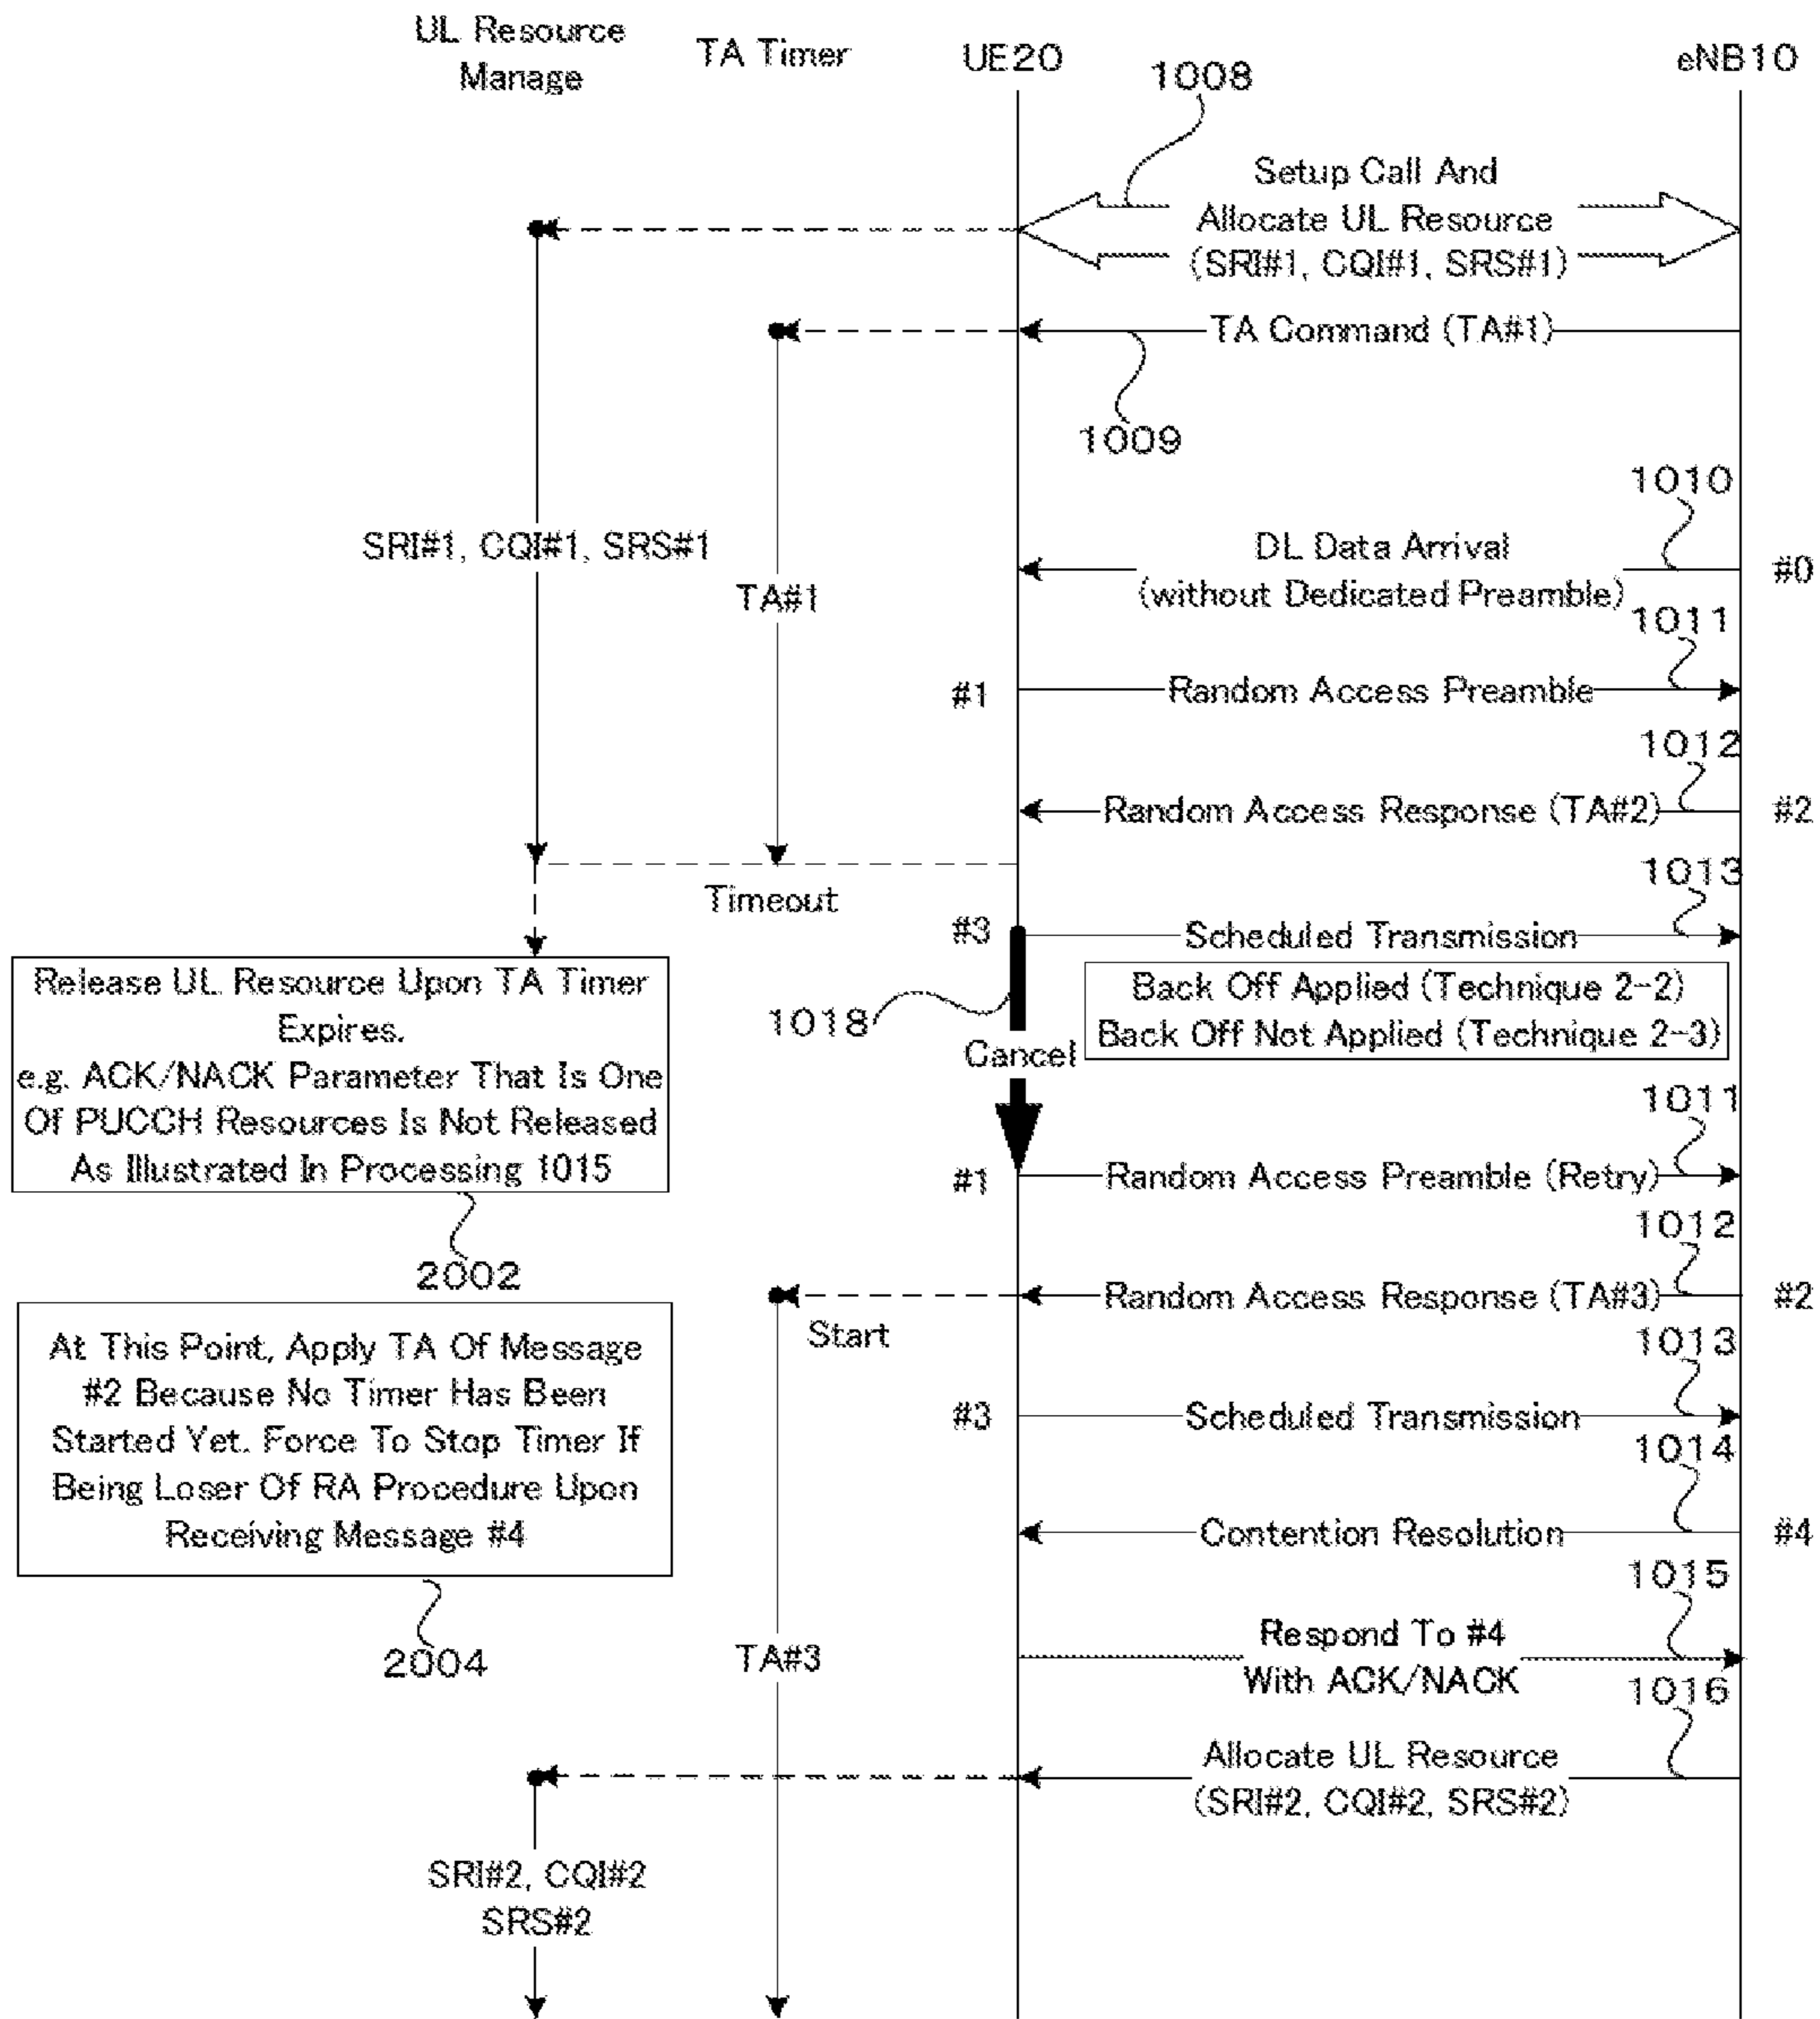 UL Resource
Manage
TA Timer
UE20
eNB10
1008
Setup Call And
Allocate UL Resource
(SRI#1, CQI#1, SRS#1)
TA Command (TA#1)
1009
1010
SRI#1, CQI#1, SRS#1
DL Data Arrival
(without Dedicated Preamble)
#0
TA#1
1011
#1
Random Access Preamble
1012
Random Access Response (TA#2)
#2
Timeout
1013
#3
Scheduled Transmission
Release UL Resource Upon TA Timer
Expires.
e.g. ACK/NACK Parameter That Is One
Of PUCCH Resources Is Not Released
As Illustrated In Processing 1015
2002
1018
Cancel
Back Off Applied (Technique 2-2)
Back Off Not Applied (Technique 2-3)
1011
#1
Random Access Preamble (Retry)
1012
Random Access Response (TA#3)
#2
Start
At This Point, Apply TA Of Message
#2 Because No Timer Has Been
Started Yet. Force To Stop Timer If
Being Loser Of RA Procedure Upon
Receiving Message #4
2004
1013
#3
Scheduled Transmission
1014
Contention Resolution
#4
1015
TA#3
Respond To #4
With ACK/NACK
1016
Allocate UL Resource
(SRI#2, CQI#2, SRS#2)
SRI#2, CQI#2
SRS#2